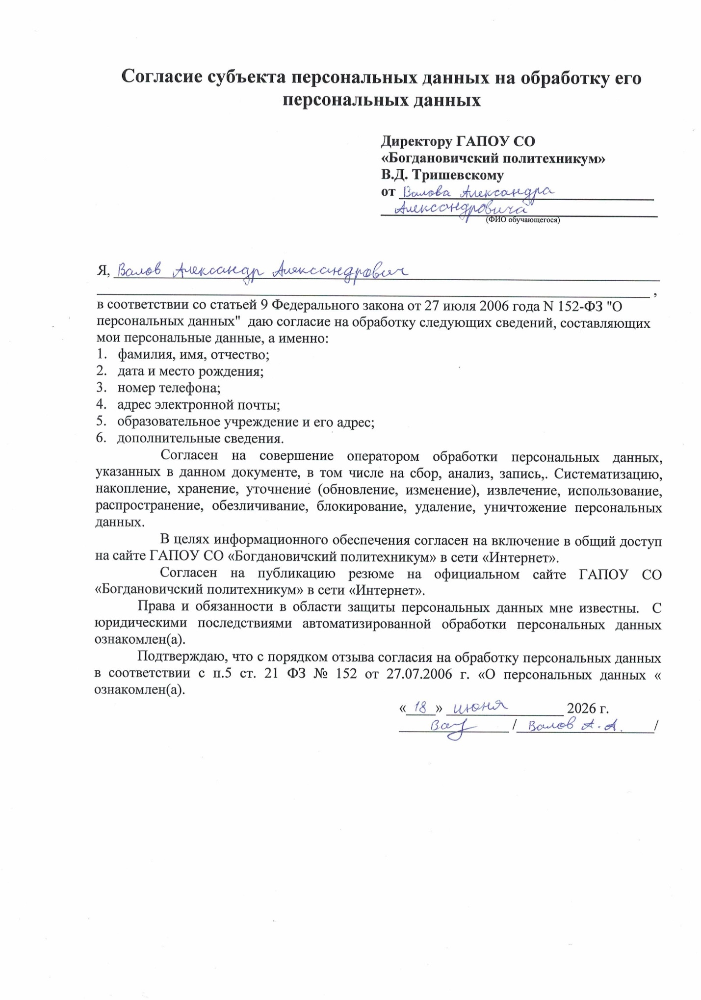 Согласие субъекта персональных данных на обработку его
персональных данных
Директору ГАПОУ СО
«Богдановичский политехникум»
В.Д. Тришевскому
от Валова Александра
Александровича
(ФИО обучающегося)
Я, Валов Александр Александрович
,
в соответствии со статьей 9 Федерального закона от 27 июля 2006 года N 152-ФЗ "О
персональных данных" даю согласие на обработку следующих сведений, составляющих
мои персональные данные, а именно:
1. фамилия, имя, отчество;
2. дата и место рождения;
3. номер телефона;
4. адрес электронной почты;
5. образовательное учреждение и его адрес;
6. дополнительные сведения.
Согласен на совершение оператором обработки персональных данных,
указанных в данном документе, в том числе на сбор, анализ, запись,. Систематизацию,
накопление, хранение, уточнение (обновление, изменение), извлечение, использование,
распространение, обезличивание, блокирование, удаление, уничтожение персональных
данных.
В целях информационного обеспечения согласен на включение в общий доступ
на сайте ГАПОУ СО «Богдановичский политехникум» в сети «Интернет».
Согласен на публикацию резюме на официальном сайте ГАПОУ СО
«Богдановичский политехникум» в сети «Интернет».
Права и обязанности в области защиты персональных данных мне известны. С
юридическими последствиями автоматизированной обработки персональных данных
ознакомлен(а).
Подтверждаю, что с порядком отзыва согласия на обработку персональных данных
в соответствии с п.5 ст. 21 ФЗ № 152 от 27.07.2006 г. «О персональных данных «
ознакомлен(а).
«18» июня 2026 г.
/ Валов А. А. /